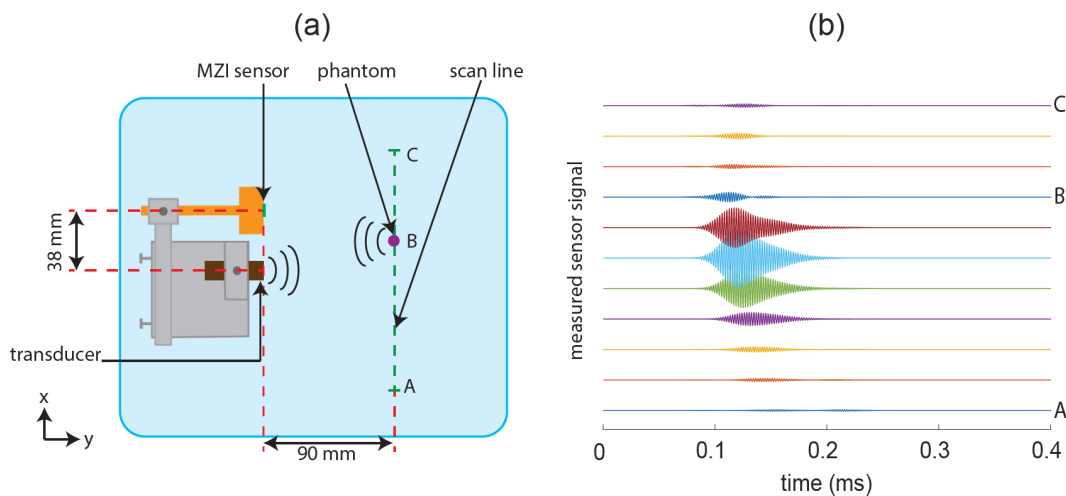 (a)
MZI sensor
phantom
scan line
C
B
A
38 mm
transducer
x
y
90 mm
(b)
measured sensor signal
C
B
A
0
0.1
0.2
0.3
0.4
time (ms)